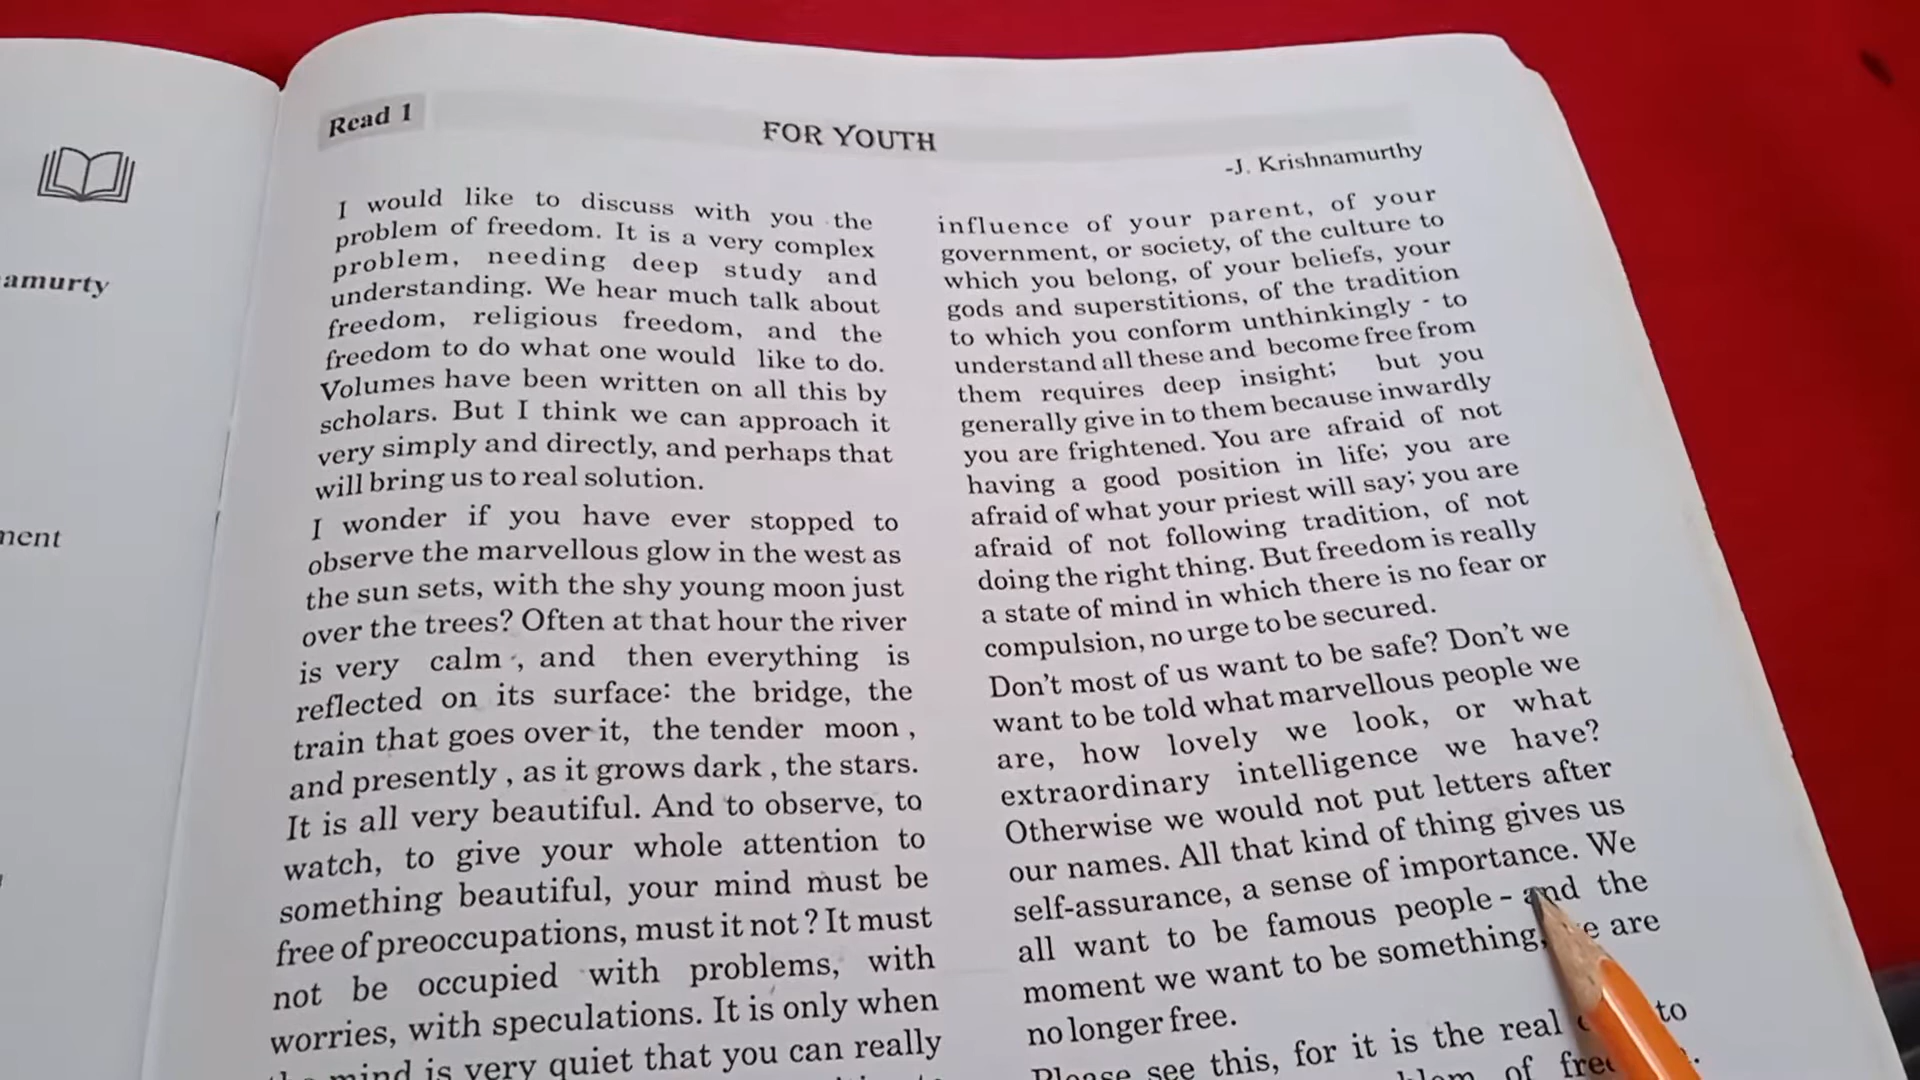 amurty
nent
Read 1
FOR YOUTH
-J. Krishnamurthy
I would like to discuss with you the
problem of freedom. It is a very complex
problem, needing deep study and
understanding. We hear much talk about
freedom, religious freedom, and the
freedom to do what one would like to do.
Volumes have been written on all this by
scholars. But I think we can approach it
very simply and directly, and perhaps that
will bring us to real solution.
I wonder if you have ever stopped to
observe the marvellous glow in the west as
the sun sets, with the shy young moon just
over the trees? Often at that hour the river
is very calm , and then everything is
reflected on its surface: the bridge, the
train that goes over it, the tender moon ,
and presently , as it grows dark , the stars.
It is all very beautiful. And to observe, to
watch, to give your whole attention to
something beautiful, your mind must be
free of preoccupations, must it not ? It must
not be occupied with problems, with
worries, with speculations. It is only when
mind is very quiet that you can really
influence of your parent, of your
government, or society, of the culture to
which you belong, of your beliefs, your
gods and superstitions, of the tradition
to which you conform unthinkingly - to
understand all these and become free from
them requires deep insight; but you
generally give in to them because inwardly
you are frightened. You are afraid of not
having a good position in life; you are
afraid of what your priest will say; you are
afraid of not following tradition, of not
doing the right thing. But freedom is really
a state of mind in which there is no fear or
compulsion, no urge to be secured.
Don't most of us want to be safe? Don't we
want to be told what marvellous people we
are, how lovely we look, or what
extraordinary intelligence we have?
Otherwise we would not put letters after
our names. All that kind of thing gives us
self-assurance, a sense of importance. We
all want to be famous people - and the
moment we want to be something, are
no longer free.
Please see this, for it is the real to
of